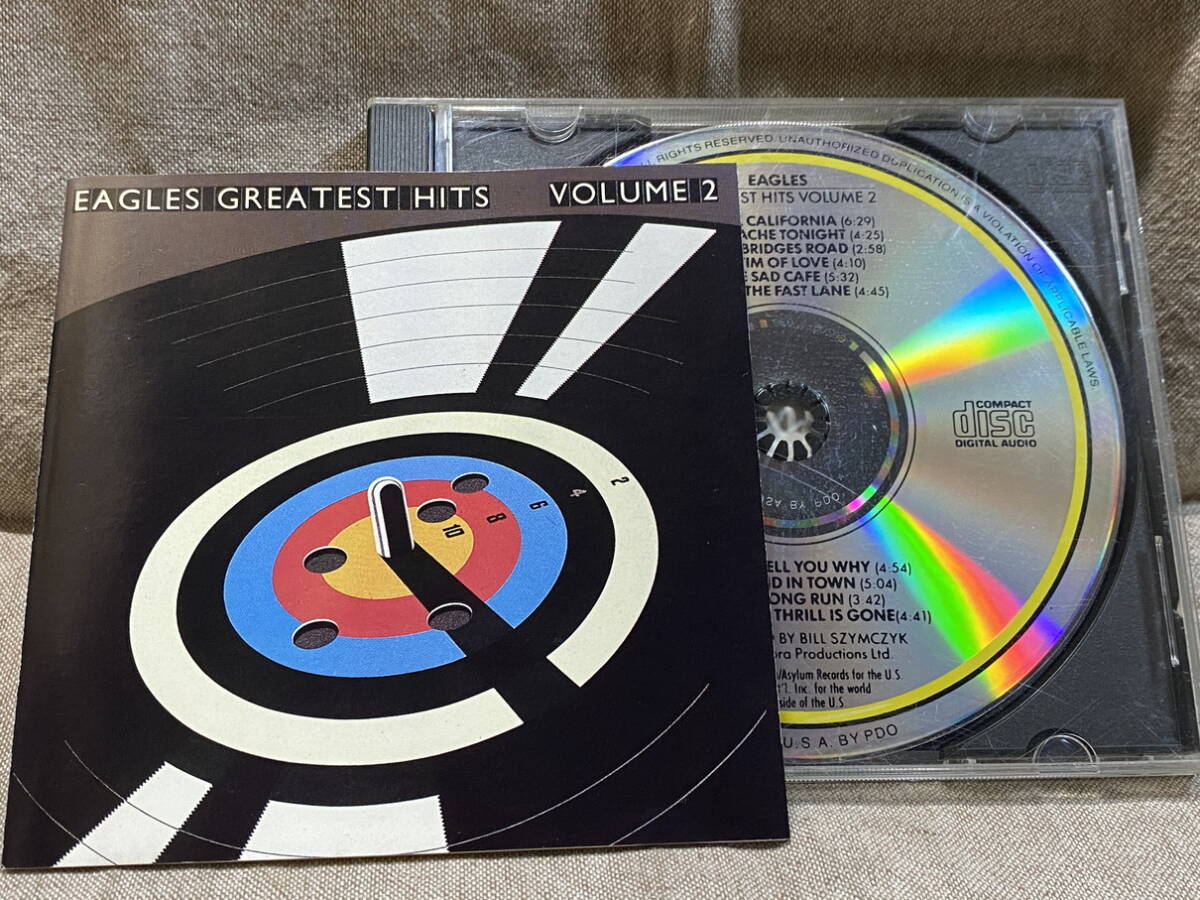 EAGLES GREATEST HITS VOLUME 2
ALL RIGHTS RESERVED. UNAUTHORIZED DUPLICATION IS A VIOLATION OF APPLICABLE LAWS.
EAGLES
ST HITS VOLUME 2
CALIFORNIA (6:29)
ACHE TONIGHT (4:25)
BRIDGES ROAD (2:58)
TIM OF LOVE (4:10)
E SAD CAFE (5:32)
THE FAST LANE (4:45)
COMPACT
disc
DIGITAL AUDIO
2
4
6
8
10
ELL YOU WHY (4:54)
D IN TOWN (5:04)
ONG RUN (3:42)
THRILL IS GONE(4:41)
BY BILL SZYMCZYK
ra Productions Ltd.
/Asylum Records for the U.S.
t'l. Inc. for the world
side of the U.S
U.S.A. BY PDO